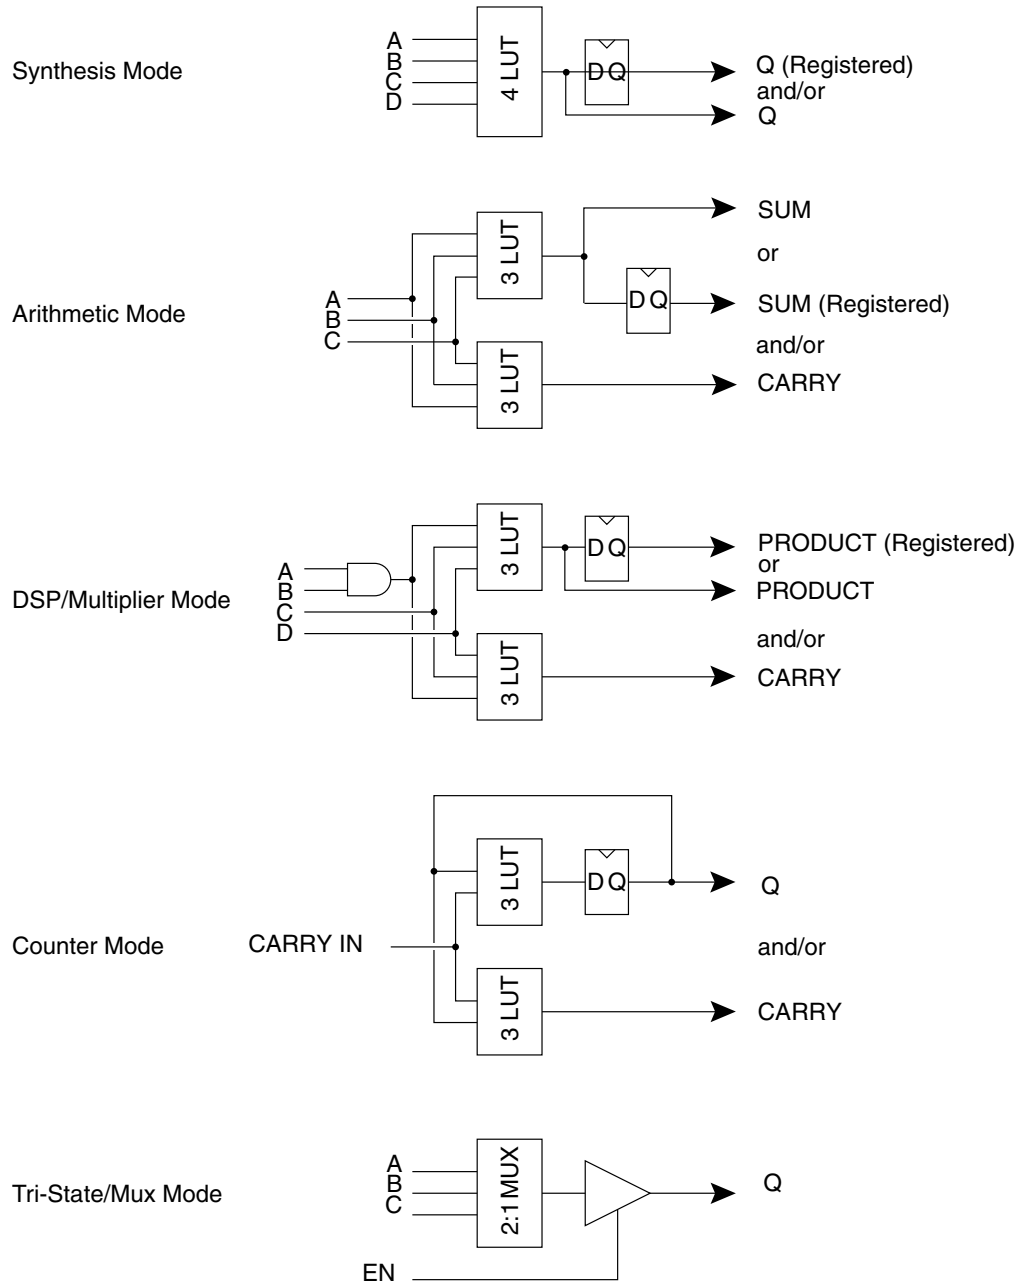 Synthesis Mode
A
B
C
D
4 LUT
D Q
Q (Registered)
and/or
Q
Arithmetic Mode
A
B
C
3 LUT
3 LUT
D Q
SUM
or
SUM (Registered)
and/or
CARRY
DSP/Multiplier Mode
A
B
C
D
3 LUT
3 LUT
D Q
PRODUCT (Registered)
or
PRODUCT
and/or
CARRY
Counter Mode
CARRY IN
3 LUT
3 LUT
D Q
Q
and/or
CARRY
Tri-State/Mux Mode
A
B
C
EN
2:1 MUX
Q